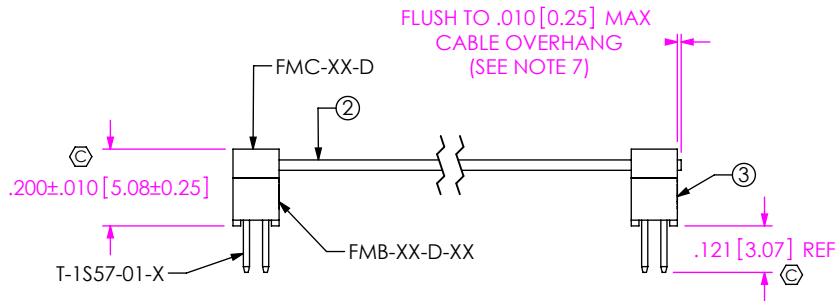 FLUSH TO .010 [0.25] MAX
CABLE OVERHANG
(SEE NOTE 7)
FMC-XX-D
2
C
.200±.010 [5.08±0.25]
3
FMB-XX-D-XX
.121 [3.07] REF
T-1S57-01-X
C